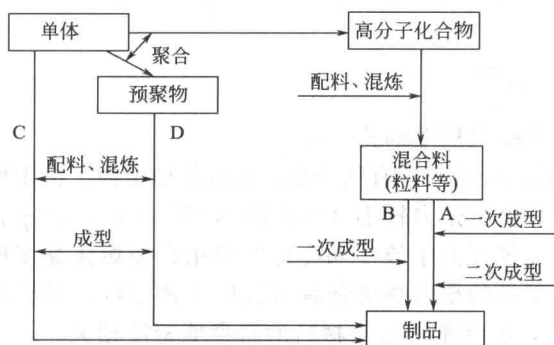 单体
高分子化合物
聚合
预聚物
配料、混炼
C
D
配料、混炼
混合料
(粒料等)
B
A
一次成型
成型
一次成型
二次成型
制品